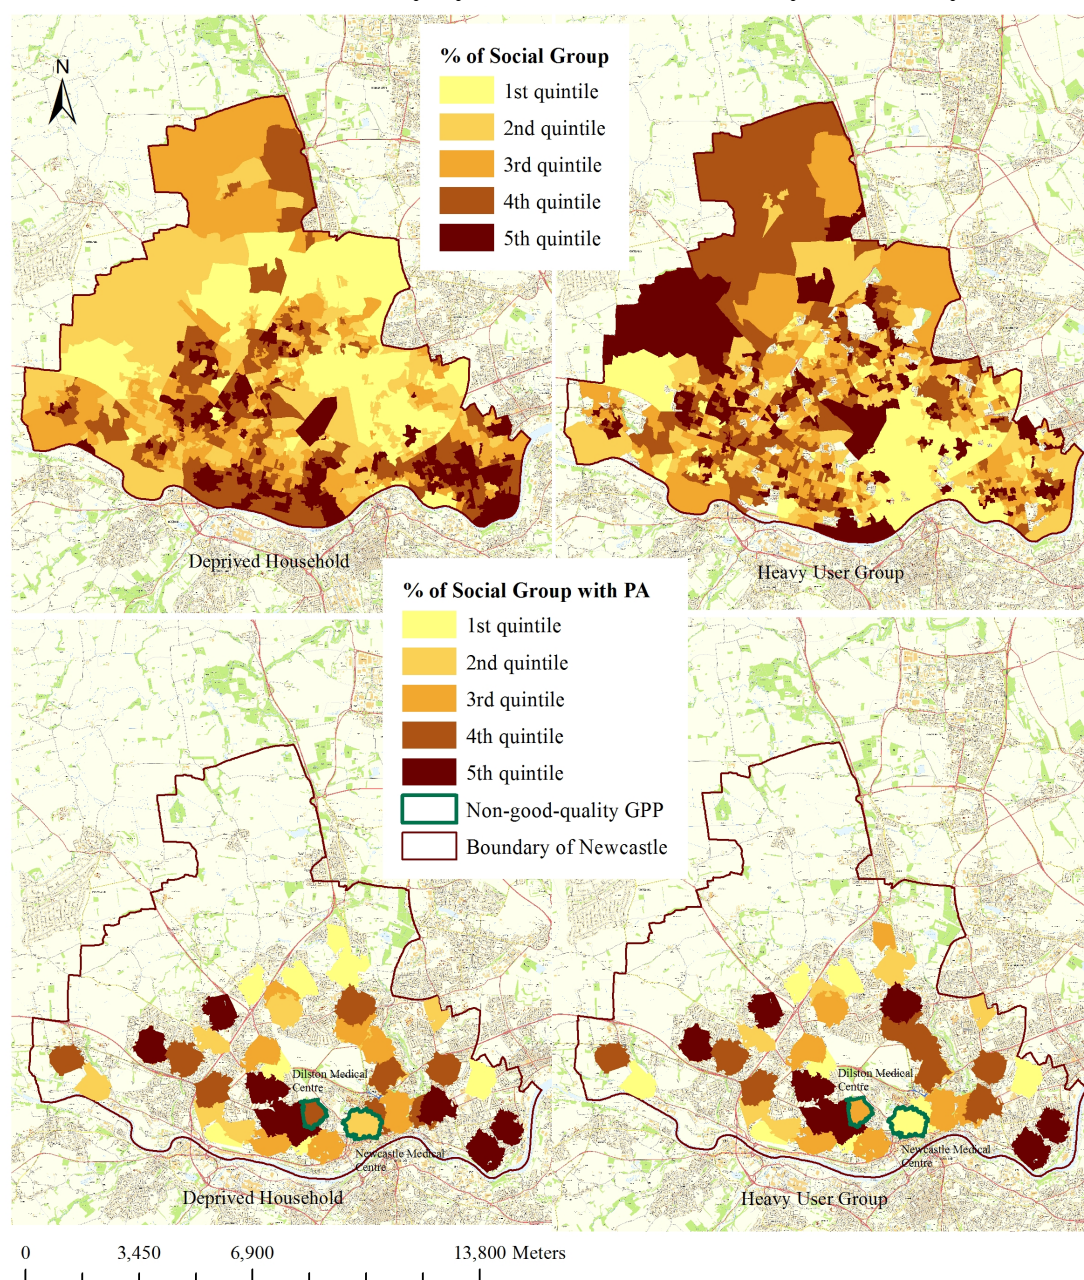 N
% of Social Group
1st quintile
2nd quintile
3rd quintile
4th quintile
5th quintile
Deprived Household
Heavy User Group
% of Social Group with PA
1st quintile
2nd quintile
3rd quintile
4th quintile
5th quintile
Non-good-quality GPP
Boundary of Newcastle
Dilston Medical
Centre
Newcastle Medical
Centre
Deprived Household
Dilston Medical
Centre
Newcastle Medical
Centre
Heavy User Group
0 3,450 6,900 13,800 Meters